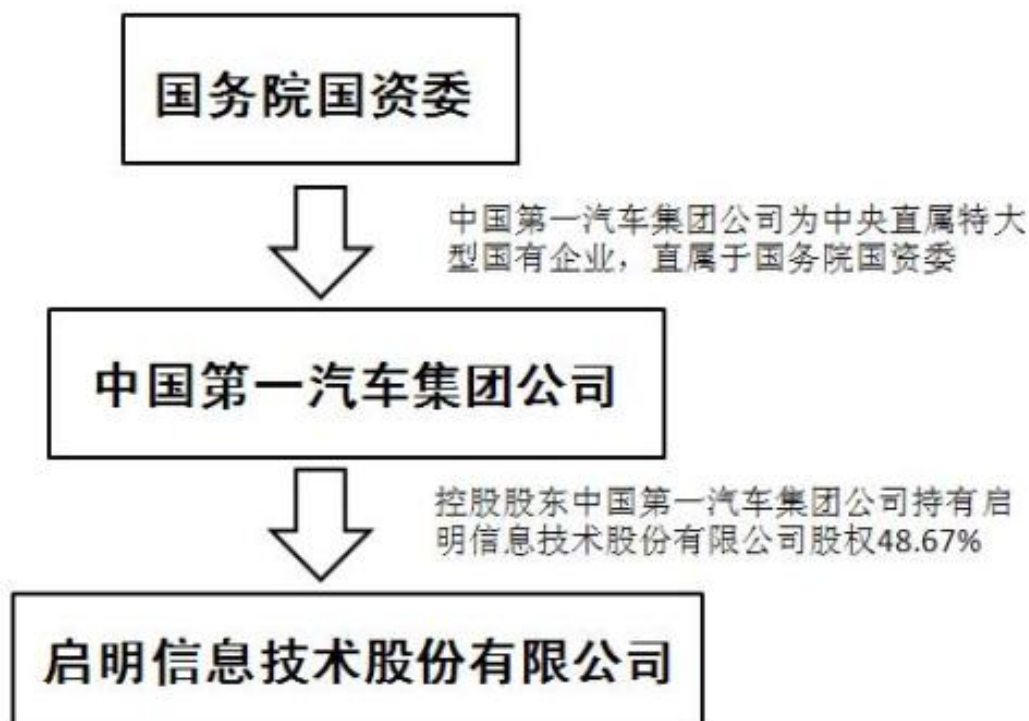 国务院国资委
中国第一汽车集团公司为中央直属特大
型国有企业，直属于国务院国资委
中国第一汽车集团公司
控股股东中国第一汽车集团公司持有启
明信息技术股份有限公司股权48.67%
启明信息技术股份有限公司